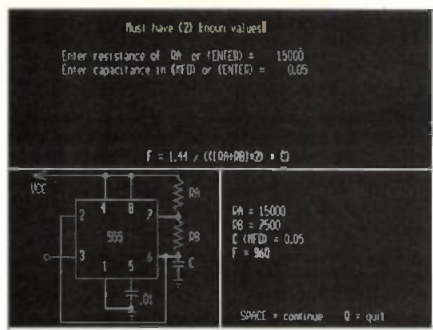 Must have (2) known values
Enter resistance of RA or (ENTER) = 15000
Enter capacitance in (MFD) or (ENTER) = 0.05
F = 1.44 / ((RA+RB)*2) * C)
VCC
RA
4 8
2 7
RB
555
3 6
C
1 5
.01
RA = 15000
RB = 7500
C (MFD) = 0.05
F = 960
SPACE = continue Q = quit